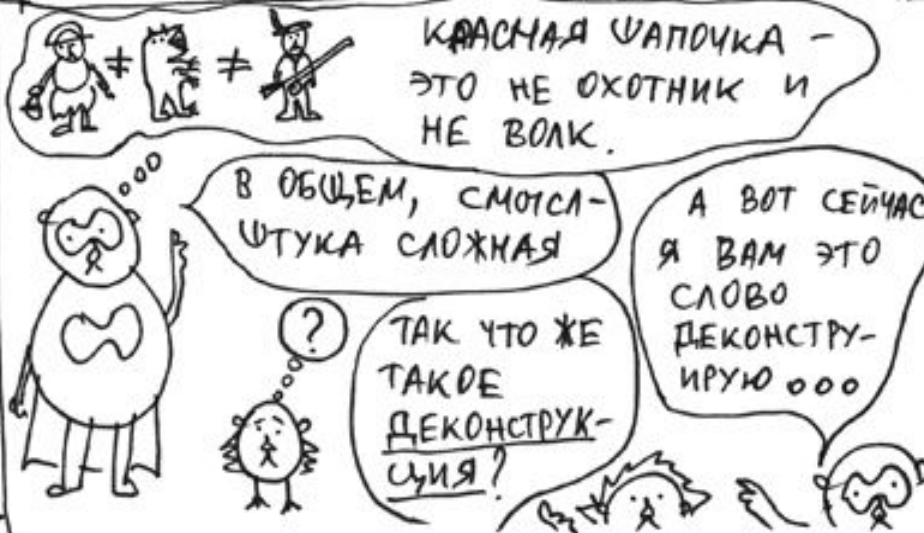 ≠ ≠
КРАСНАЯ ШАПОЧКА -
ЭТО НЕ ОХОТНИК И
НЕ ВОЛК.
В ОБЩЕМ, СМЫСЛ-
ШТУКА СЛОЖНАЯ
?
ТАК ЧТО ЖЕ
ТАКОЕ
ДЕКОНСТРУК-
ЦИЯ?
А ВОТ СЕЙЧАС
Я ВАМ ЭТО
СЛОВО
ДЕКОНСТРУ-
ИРУЮ ...